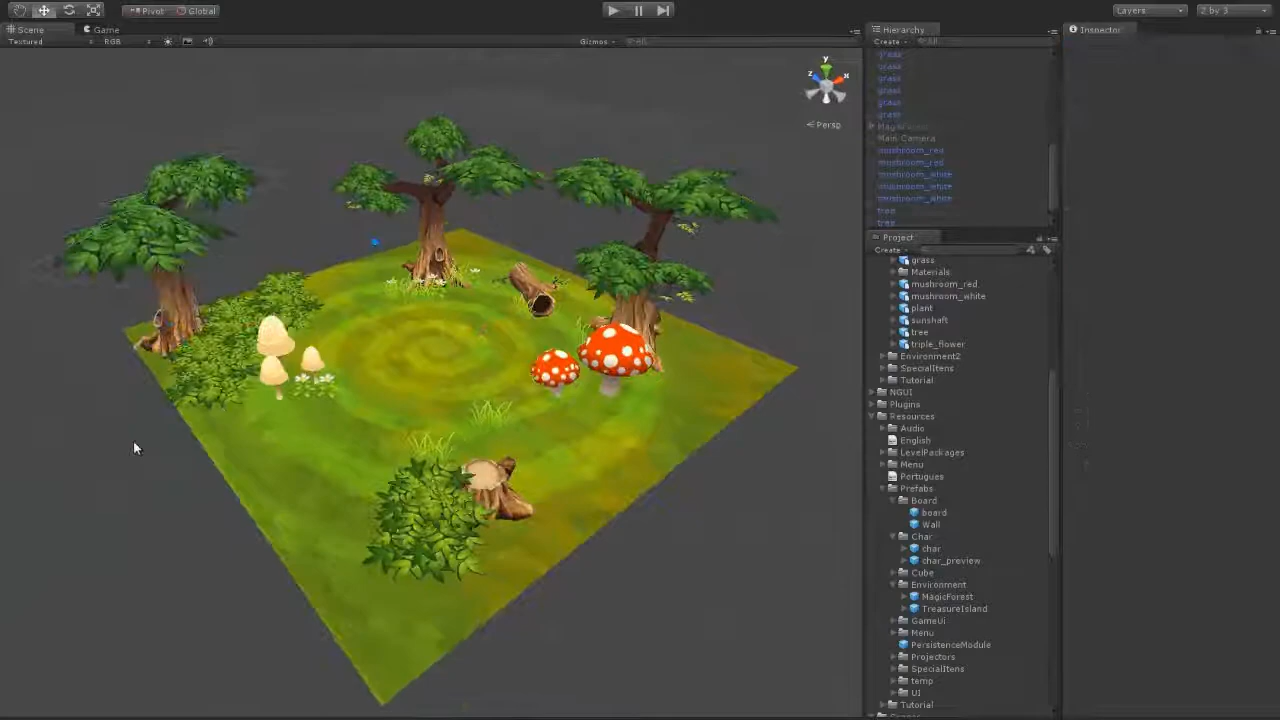 Pivot Global Layers 2 by 3
Scene Game Hierarchy Inspector
Textured RGB Gizmos Create All
y
z x
Persp
grass
grass
grass
grass
grass
grass
Main Camera
mushroom_red
mushroom_red
mushroom_white
mushroom_white
mushroom_white
tree
tree
Project
Create
grass
Materials
mushroom_red
mushroom_white
plant
sunshaft
tree
triple_flower
Environment2
SpecialItens
Tutorial
NGUI
Plugins
Resources
Audio
English
LevelPackages
Menu
Pertugues
Prefabs
Board
board
Wall
Char
char
char_preview
Cube
Environment
MagicForest
TreasureIsland
GameUi
Menu
PersistenceModule
Projectors
SpecialItens
temp
UI
Tutorial